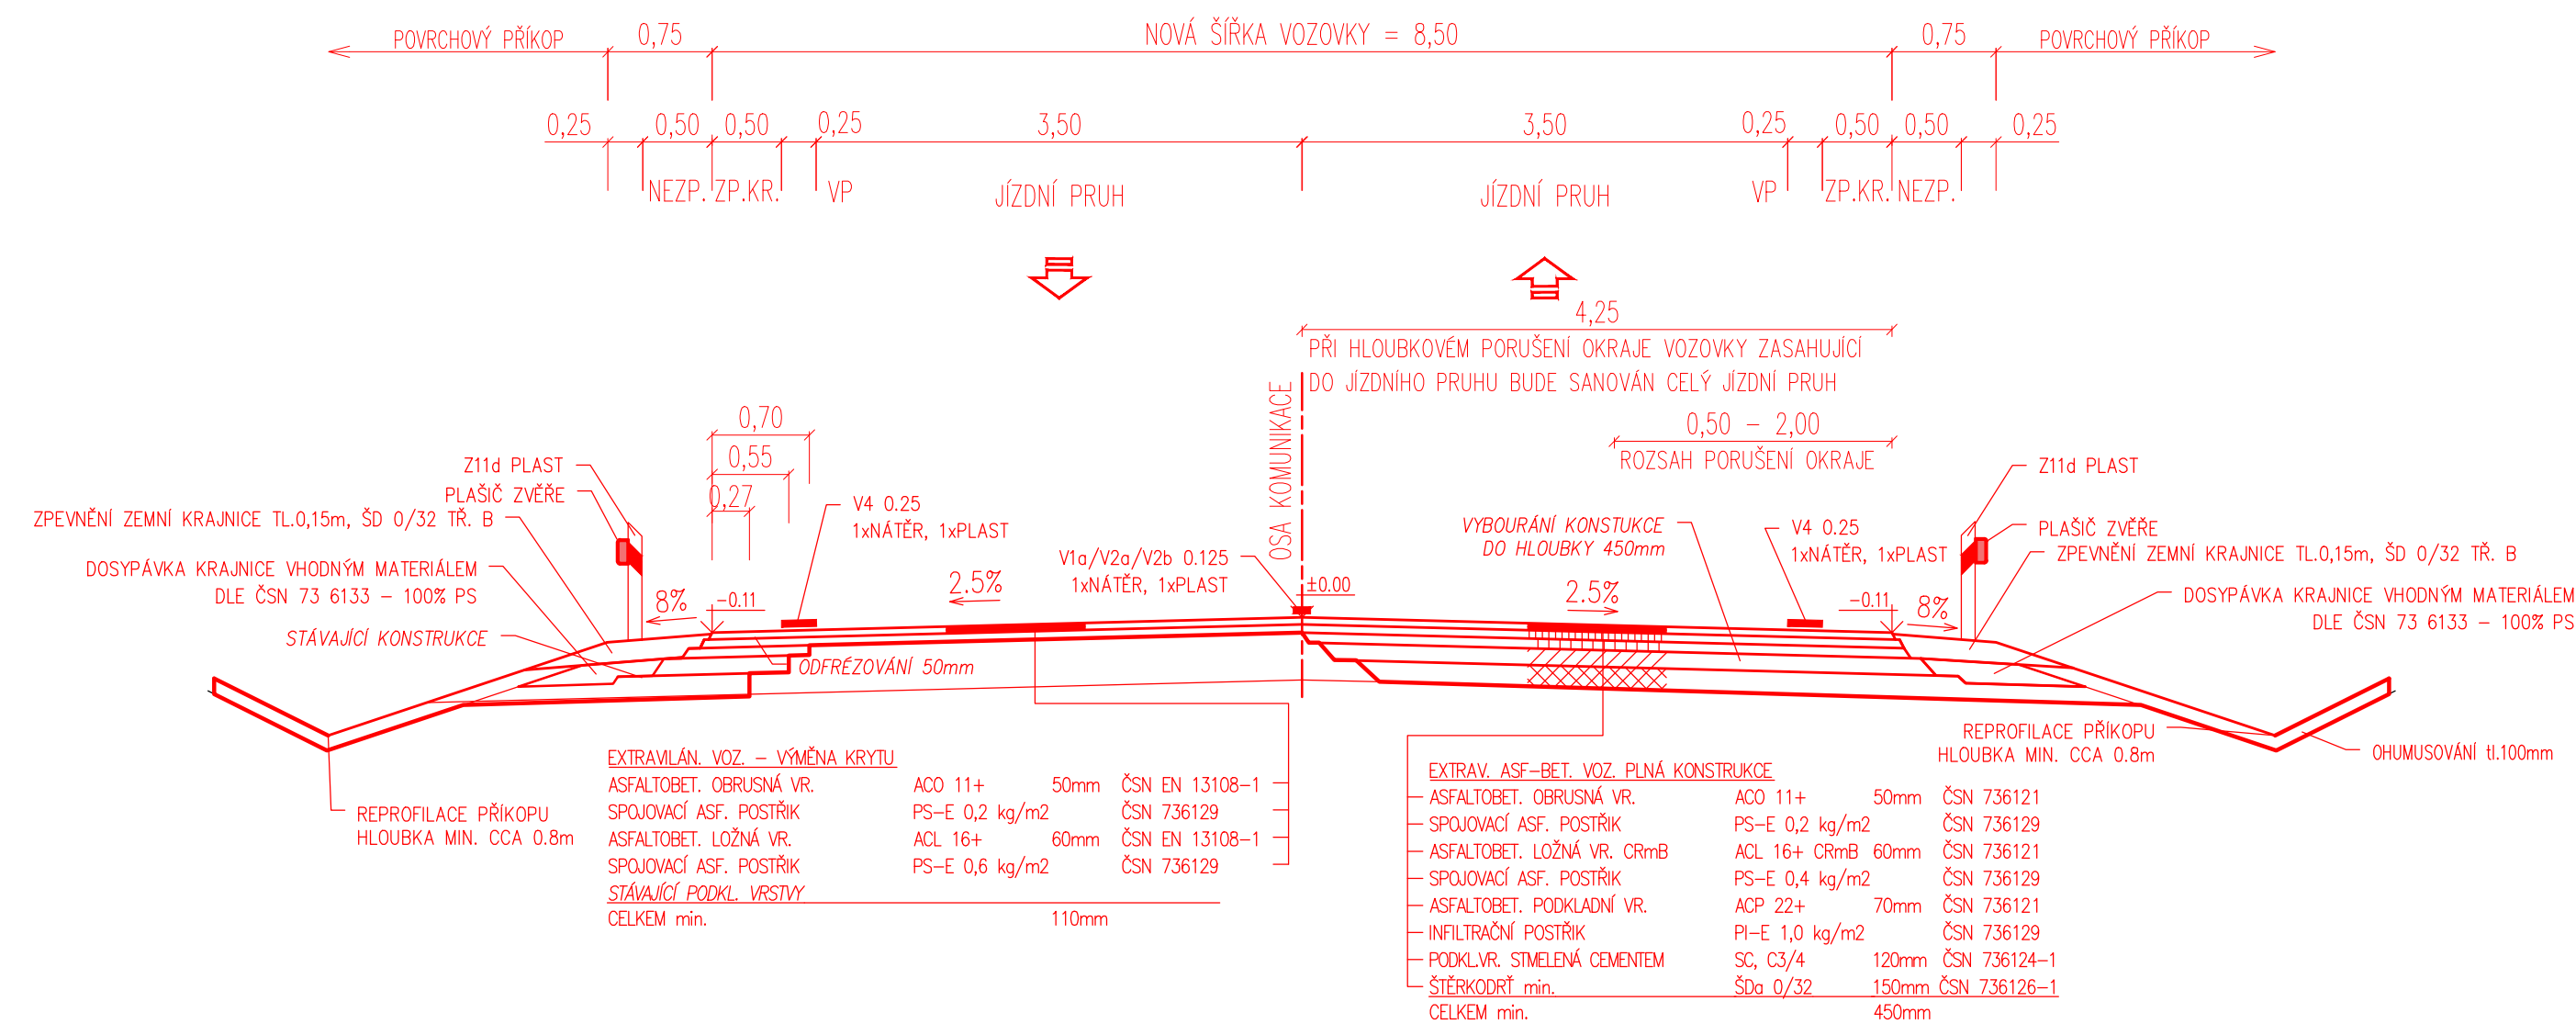 POVRCHOVÝ PŘÍKOP 0,75 NOVÁ ŠÍŘKA VOZOVKY = 8,50 0,75 POVRCHOVÝ PŘÍKOP
0,25 0,50 0,50 0,25 3,50 3,50 0,25 0,50 0,50 0,25
NEZP. ZP.KR. VP JÍZDNÍ PRUH JÍZDNÍ PRUH VP ZP.KR. NEZP.
4,25
PŘI HLOUBKOVÉM PORUŠENÍ OKRAJE VOZOVKY ZASAHUJÍCÍ
DO JÍZDNÍHO PRUHU BUDE SANOVÁN CELÝ JÍZDNÍ PRUH
OSA KOMUNIKACE
0,50 – 2,00
ROZSAH PORUŠENÍ OKRAJE
0,70
0,55
0,27
Z11d PLAST
PLAŠIČ ZVĚŘE
ZPEVNĚNÍ ZEMNÍ KRAJNICE TL.0,15m, ŠD 0/32 TŘ. B
DOSYPÁVKA KRAJNICE VHODNÝM MATERIÁLEM
DLE ČSN 73 6133 – 100% PS
STÁVAJÍCÍ KONSTRUKCE
8%
-0.11
V4 0.25
1xNÁTĚR, 1xPLAST
2.5%
ODFRÉZOVÁNÍ 50mm
V1a/V2a/V2b 0.125
1xNÁTĚR, 1xPLAST
±0.00
VYBOURÁNÍ KONSTUKCE
DO HLOUBKY 450mm
2.5%
V4 0.25
1xNÁTĚR, 1xPLAST
-0.11
8%
Z11d PLAST
PLAŠIČ ZVĚŘE
ZPEVNĚNÍ ZEMNÍ KRAJNICE TL.0,15m, ŠD 0/32 TŘ. B
DOSYPÁVKA KRAJNICE VHODNÝM MATERIÁLEM
DLE ČSN 73 6133 – 100% PS
REPROFILACE PŘÍKOPU
HLOUBKA MIN. CCA 0.8m
OHUMUSOVÁNÍ tl.100mm
REPROFILACE PŘÍKOPU
HLOUBKA MIN. CCA 0.8m
EXTRAVILÁN. VOZ. – VÝMĚNA KRYTU
ASFALTOBET. OBRUSNÁ VR. ACO 11+ 50mm ČSN EN 13108-1
SPOJOVACÍ ASF. POSTŘIK PS-E 0,2 kg/m2 ČSN 736129
ASFALTOBET. LOŽNÁ VR. ACL 16+ 60mm ČSN EN 13108-1
SPOJOVACÍ ASF. POSTŘIK PS-E 0,6 kg/m2 ČSN 736129
STÁVAJÍCÍ PODKL. VRSTVY
CELKEM min. 110mm
EXTRAV. ASF-BET. VOZ. PLNÁ KONSTRUKCE
ASFALTOBET. OBRUSNÁ VR. ACO 11+ 50mm ČSN 736121
SPOJOVACÍ ASF. POSTŘIK PS-E 0,2 kg/m2 ČSN 736129
ASFALTOBET. LOŽNÁ VR. CRmB ACL 16+ CRmB 60mm ČSN 736121
SPOJOVACÍ ASF. POSTŘIK PS-E 0,4 kg/m2 ČSN 736129
ASFALTOBET. PODKLADNÍ VR. ACP 22+ 70mm ČSN 736121
INFILTRAČNÍ POSTŘIK PI-E 1,0 kg/m2 ČSN 736129
PODKL.VR. STMELENÁ CEMENTEM SC, C3/4 120mm ČSN 736124-1
ŠTĚRKODRŤ min. ŠDa 0/32 150mm ČSN 736126-1
CELKEM min. 450mm